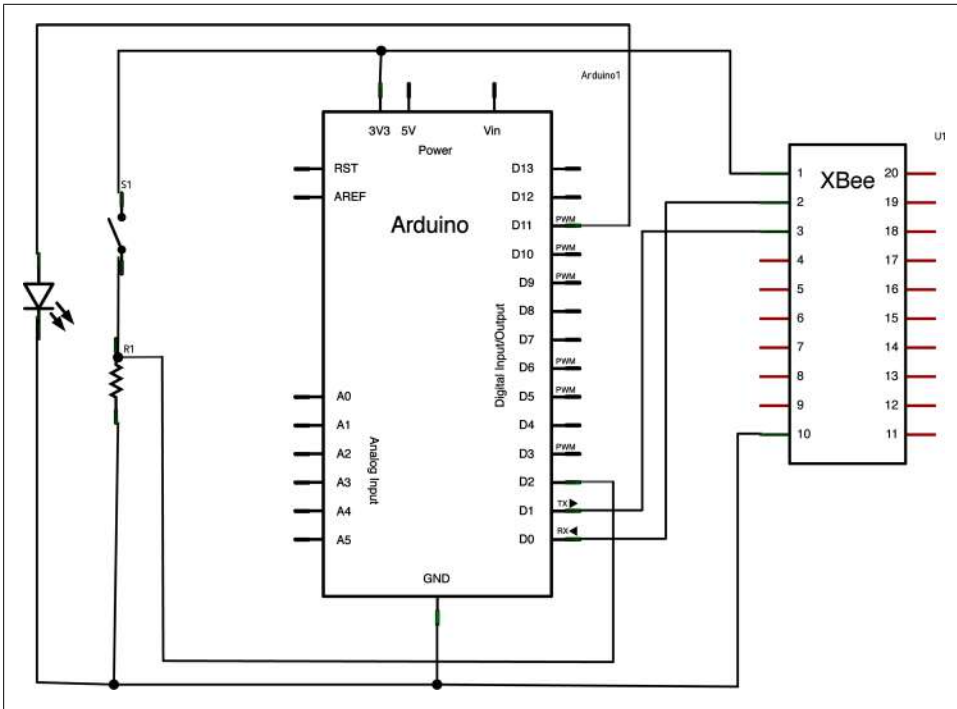 Arduino1
3V3 5V Vin
Power
RST
AREF
Arduino
A0
A1
A2
A3
A4
A5
Analog Input
Digital Input/Output
D13
D12
D11 PWM
D10 PWM
D9 PWM
D8
D7
D6 PWM
D5 PWM
D4
D3 PWM
D2
D1 TX
D0 RX
GND
S1
R1
U1
XBee
1 20
2 19
3 18
4 17
5 16
6 15
7 14
8 13
9 12
10 11